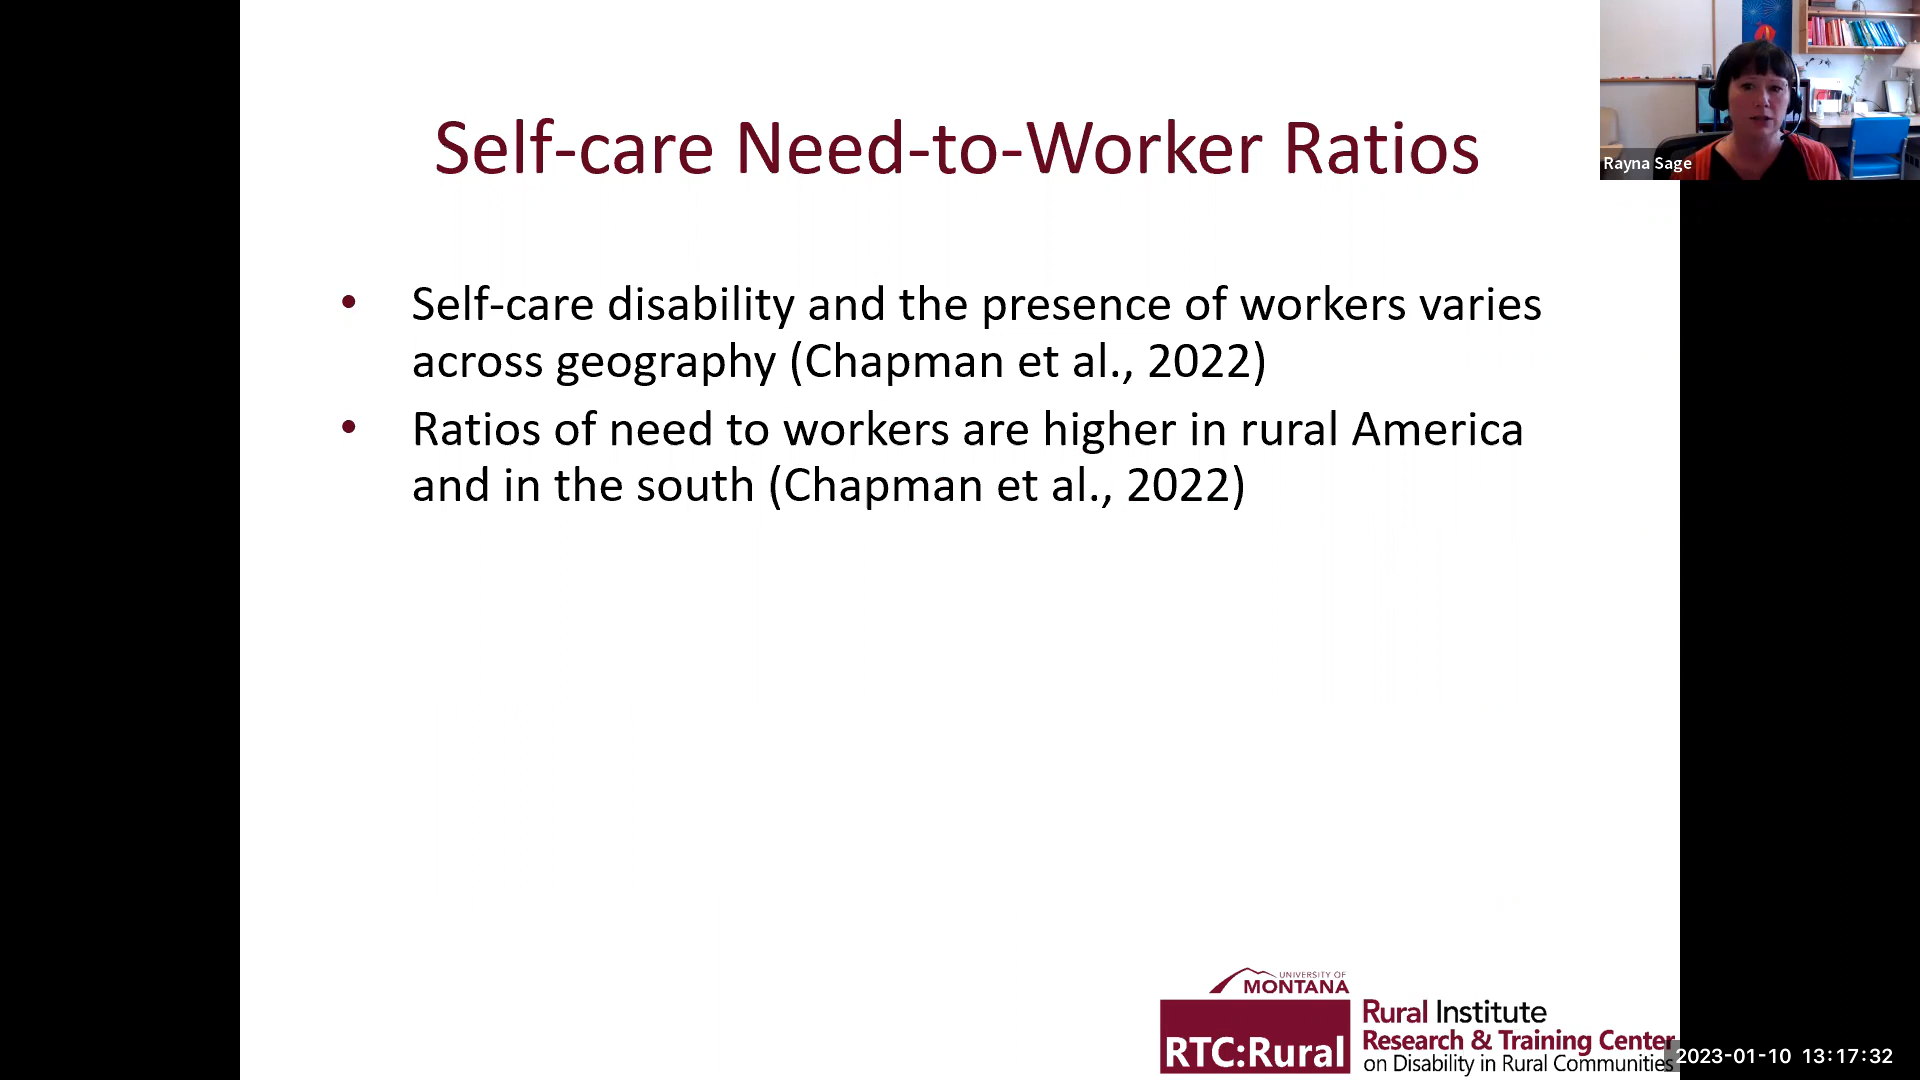 Self-care Need-to-Worker Ratios
Rayna Sage
• Self-care disability and the presence of workers varies
across geography (Chapman et al., 2022)
• Ratios of need to workers are higher in rural America
and in the south (Chapman et al., 2022)
UNIVERSITY OF
MONTANA
RTC:Rural
Rural Institute
Research & Training Center
on Disability in Rural Communities
2023-01-10 13:17:32